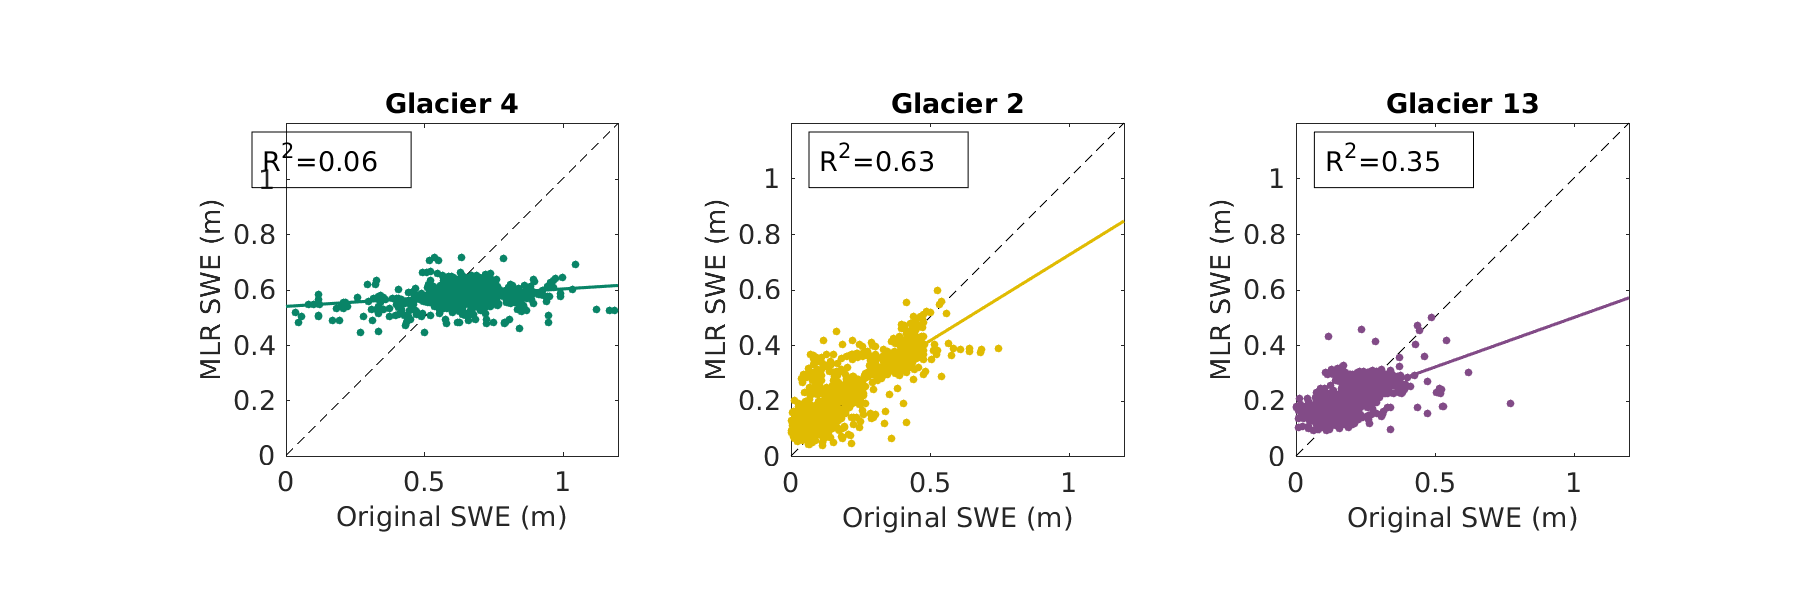 Glacier 4
R²=0.06
MLR SWE (m)
1
0.8
0.6
0.4
0.2
0
0 0.5 1
Original SWE (m)
Glacier 2
R²=0.63
MLR SWE (m)
1
0.8
0.6
0.4
0.2
0
0 0.5 1
Original SWE (m)
Glacier 13
R²=0.35
MLR SWE (m)
1
0.8
0.6
0.4
0.2
0
0 0.5 1
Original SWE (m)